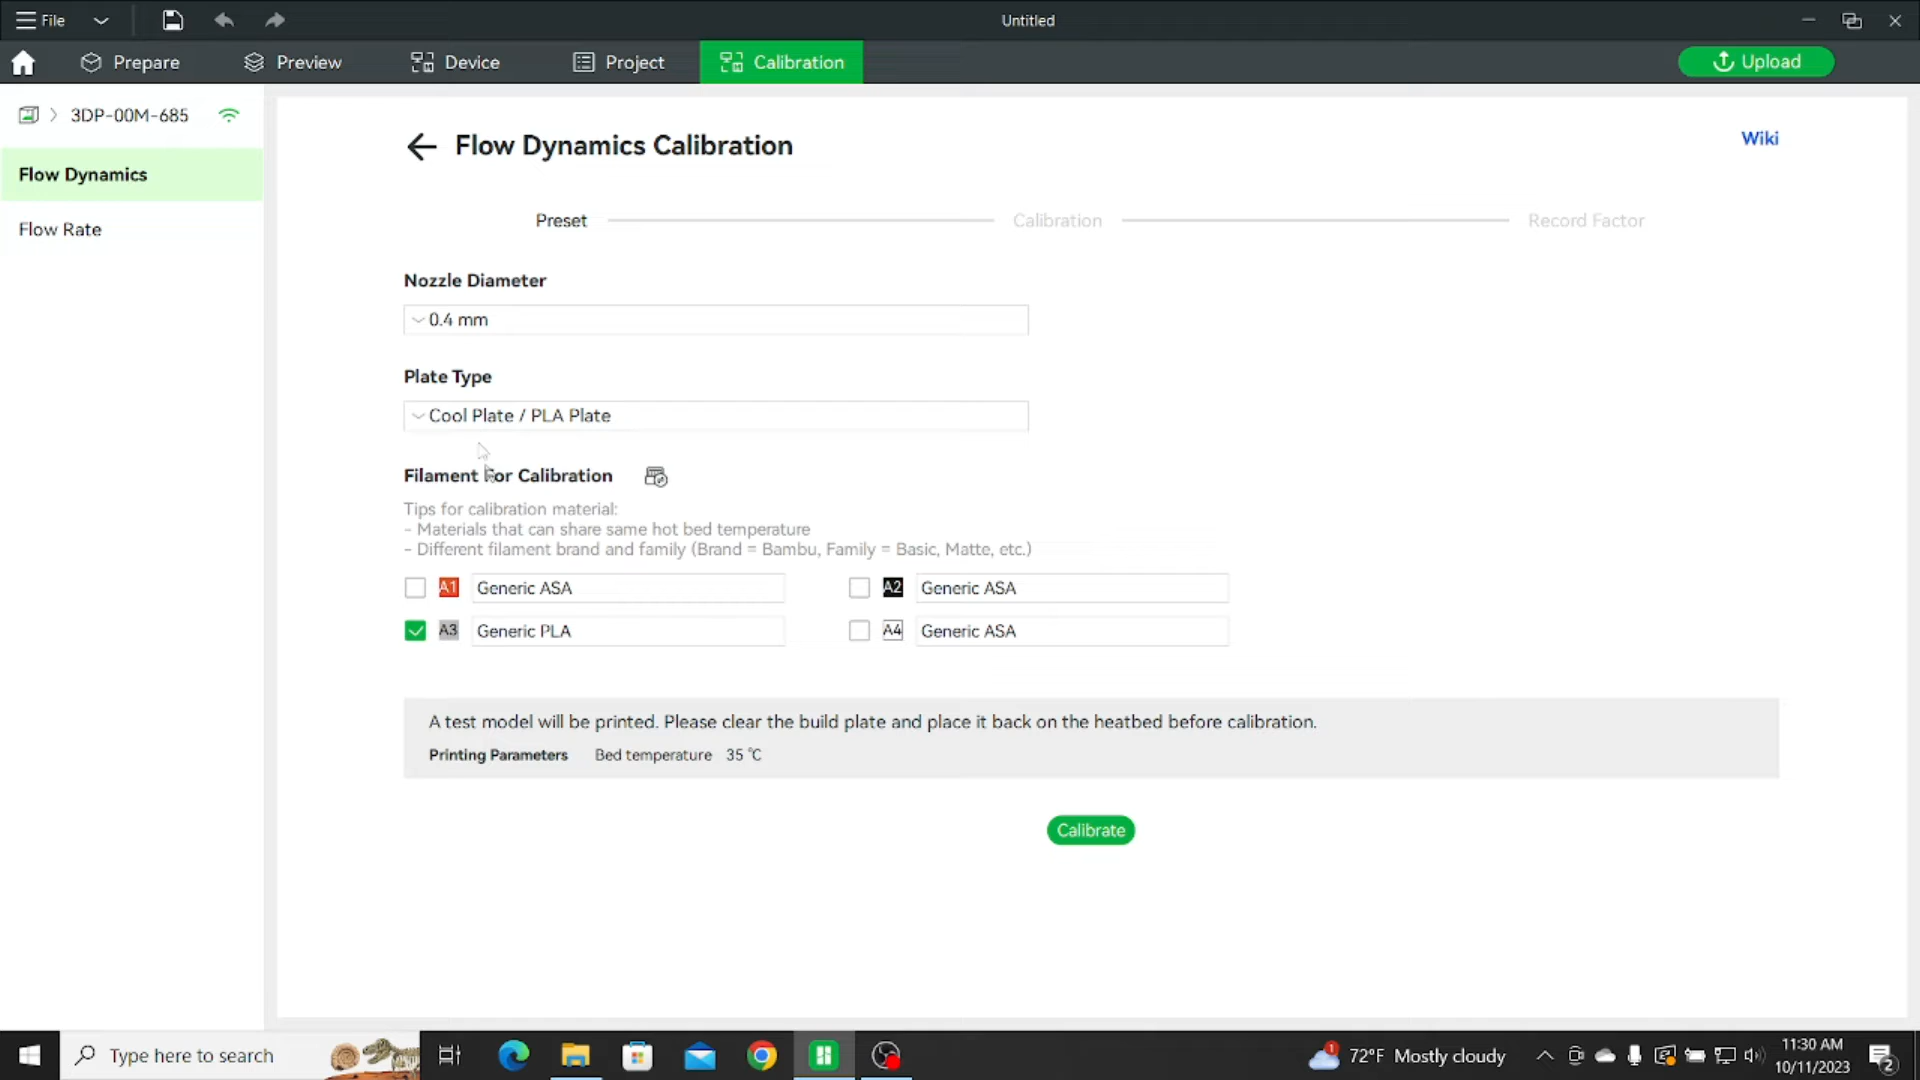 File
Untitled
Prepare
Preview
Device
Project
Calibration
Upload
3DP-00M-685
Flow Dynamics
Flow Rate
Flow Dynamics Calibration
Wiki
Preset
Calibration
Record Factor
Nozzle Diameter
0.4 mm
Plate Type
Cool Plate / PLA Plate
Filament For Calibration
Tips for calibration material:
- Materials that can share same hot bed temperature
- Different filament brand and family (Brand = Bambu, Family = Basic, Matte, etc.)
A1 Generic ASA
A2 Generic ASA
A3 Generic PLA
A4 Generic ASA
A test model will be printed. Please clear the build plate and place it back on the heatbed before calibration.
Printing Parameters Bed temperature 35 ℃
Calibrate
Type here to search
1
72°F Mostly cloudy
11:30 AM
10/11/2023
2